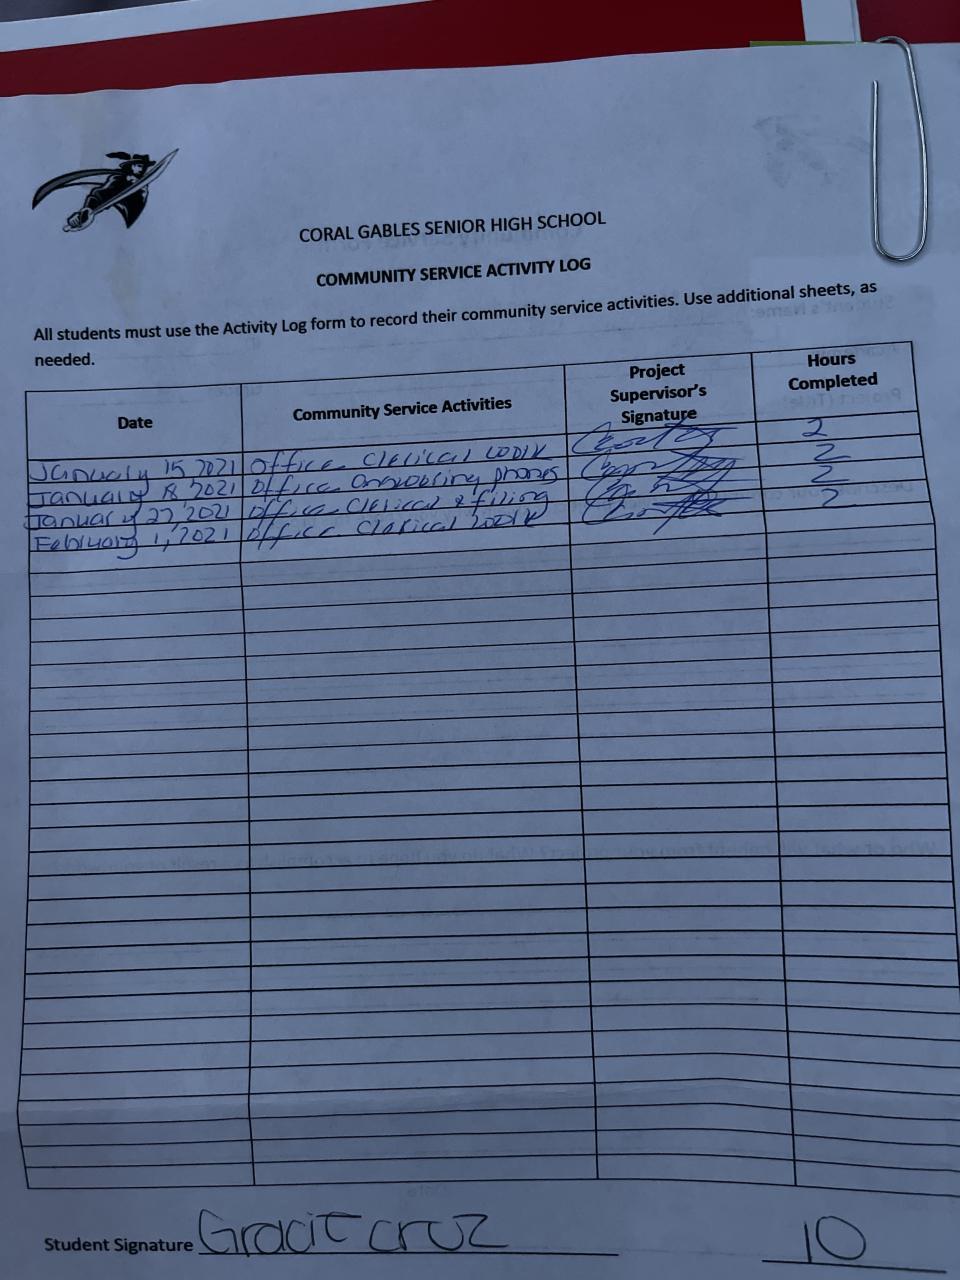 CORAL GABLES SENIOR HIGH SCHOOL
COMMUNITY SERVICE ACTIVITY LOG
All students must use the Activity Log form to record their community service activities. Use additional sheets, as
needed.
Date Community Service Activities Project Supervisor's Signature Hours Completed
January 15, 2021 Office Clerical work 2
January 18, 2021 Office answering phones 2
January 27, 2021 Office Clerical & filing 2
February 1, 2021 Office Clerical work 2
Student Signature Gracie Cruz 10